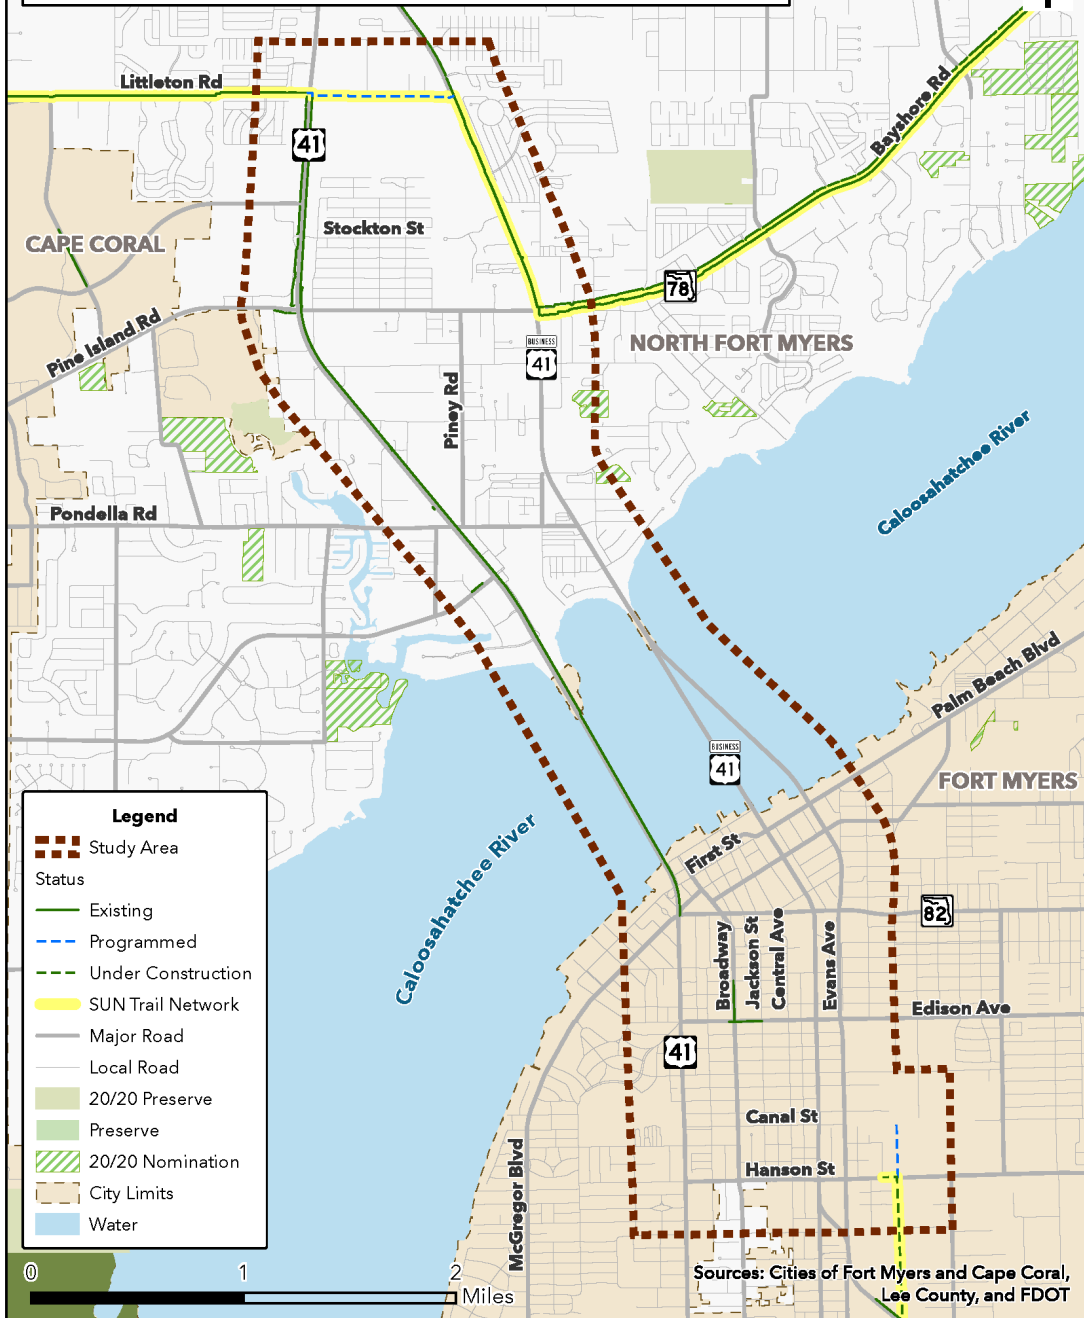 Littleton Rd
41
Bayshore Rd
Stockton St
CAPE CORAL
78
Pine Island Rd
NORTH FORT MYERS
BUSINESS
41
Piney Rd
Caloosahatchee River
Pondella Rd
Palm Beach Blvd
BUSINESS
41
FORT MYERS
First St
Caloosahatchee River
82
Broadway
Jackson St
Central Ave
Evans Ave
Edison Ave
41
Canal St
Hanson St
McGregor Blvd
Legend
Study Area
Status
Existing
Programmed
Under Construction
SUN Trail Network
Major Road
Local Road
20/20 Preserve
Preserve
20/20 Nomination
City Limits
Water
0 1 2
Miles
Sources: Cities of Fort Myers and Cape Coral,
Lee County, and FDOT